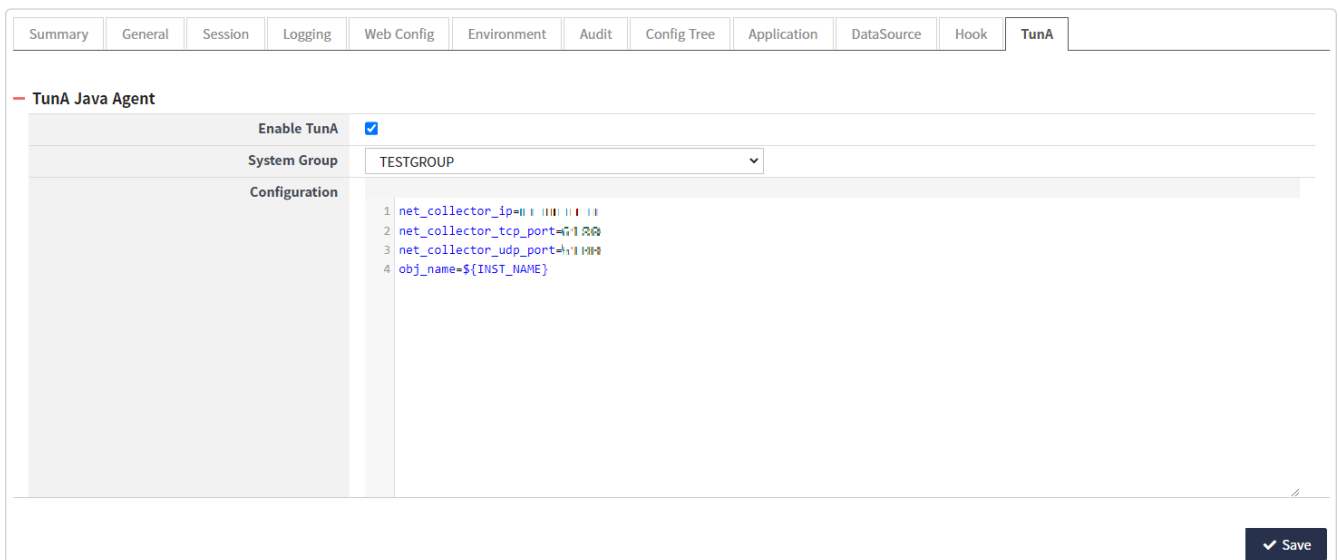 Summary General Session Logging Web Config Environment Audit Config Tree Application DataSource Hook TunA
TunA Java Agent
Enable TunA
System Group TESTGROUP
Configuration
1 net_collector_ip=
2 net_collector_tcp_port=
3 net_collector_udp_port=
4 obj_name=${INST_NAME}
Save